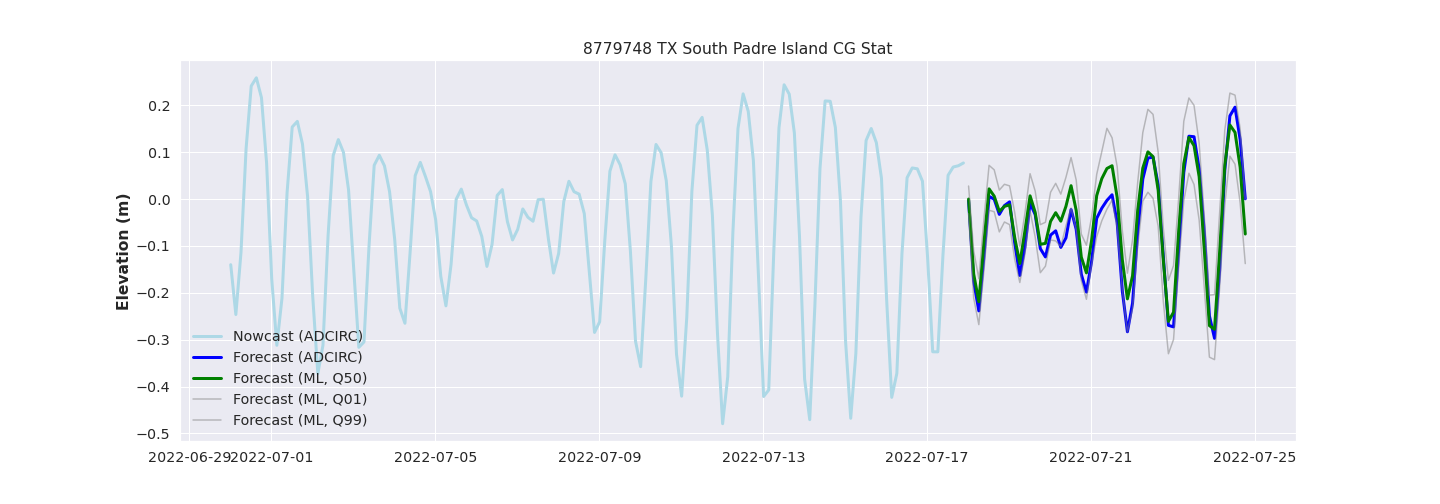 8779748 TX South Padre Island CG Stat
Elevation (m)
0.2
0.1
0.0
−0.1
−0.2
−0.3
−0.4
−0.5
Nowcast (ADCIRC)
Forecast (ADCIRC)
Forecast (ML, Q50)
Forecast (ML, Q01)
Forecast (ML, Q99)
2022-06-29 2022-07-01 2022-07-05 2022-07-09 2022-07-13 2022-07-17 2022-07-21 2022-07-25